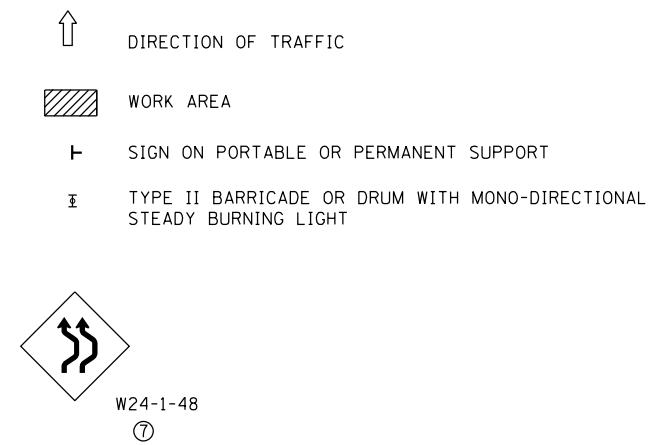 DIRECTION OF TRAFFIC
WORK AREA
SIGN ON PORTABLE OR PERMANENT SUPPORT
TYPE II BARRICADE OR DRUM WITH MONO-DIRECTIONAL
STEADY BURNING LIGHT
W24-1-48
7